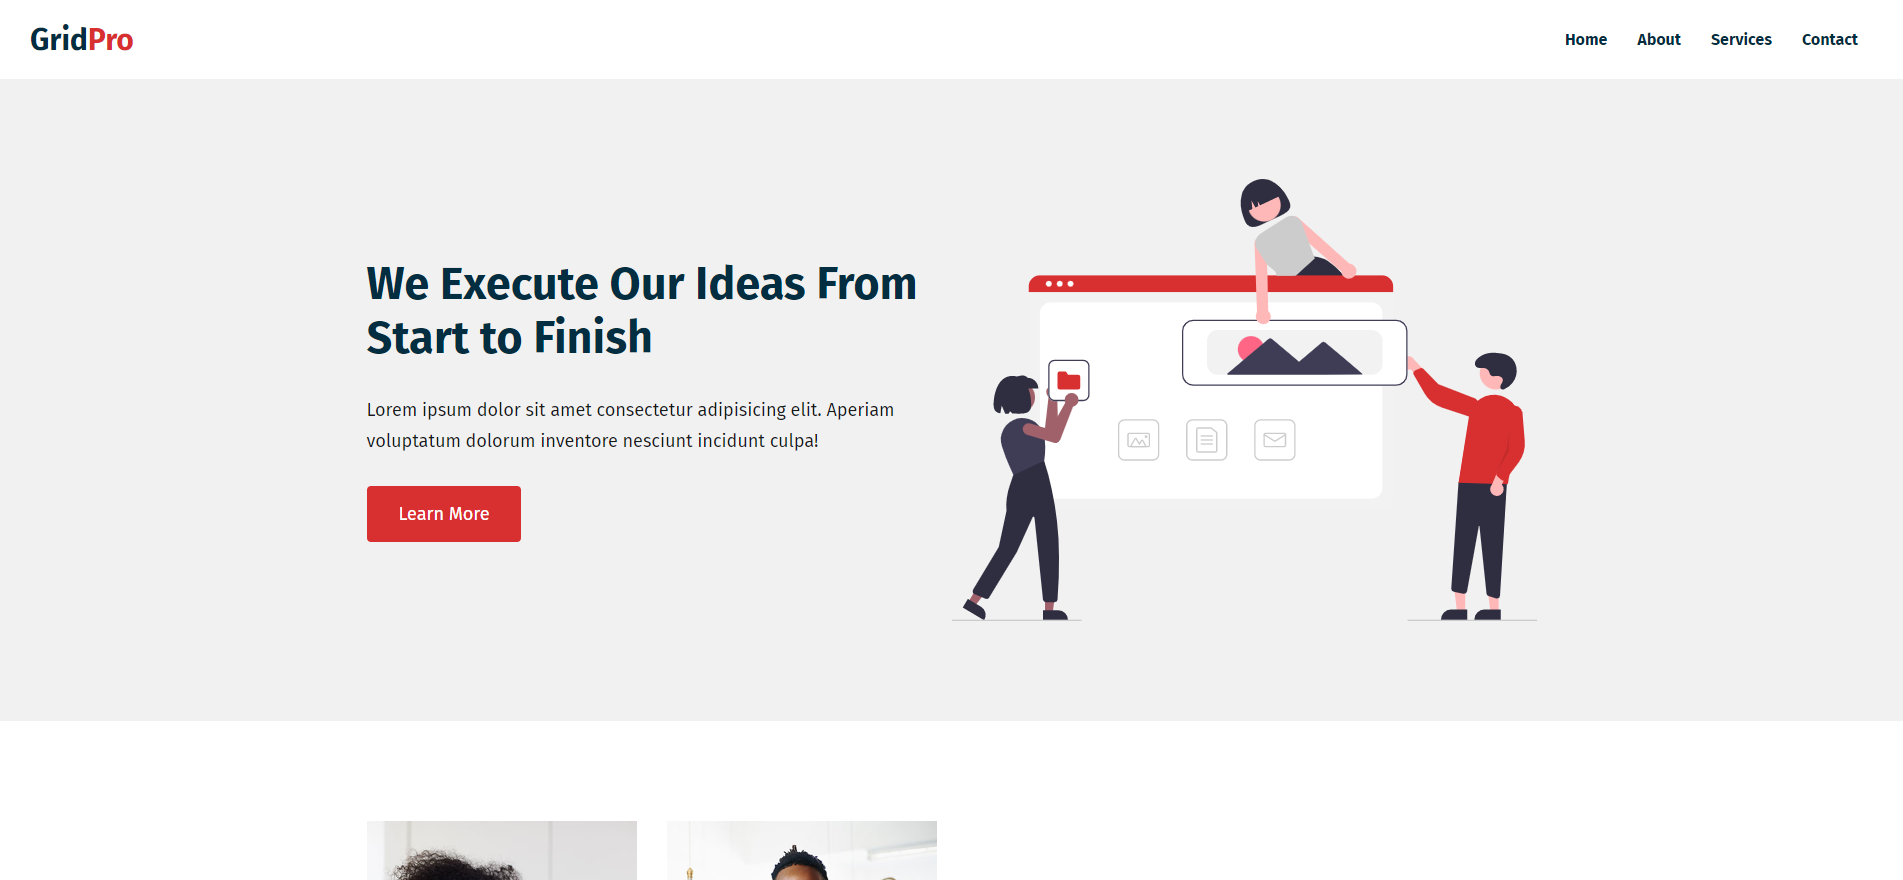 GridPro
Home About Services Contact
We Execute Our Ideas From
Start to Finish
Lorem ipsum dolor sit amet consectetur adipisicing elit. Aperiam
voluptatum dolorum inventore nesciunt incidunt culpa!
Learn More